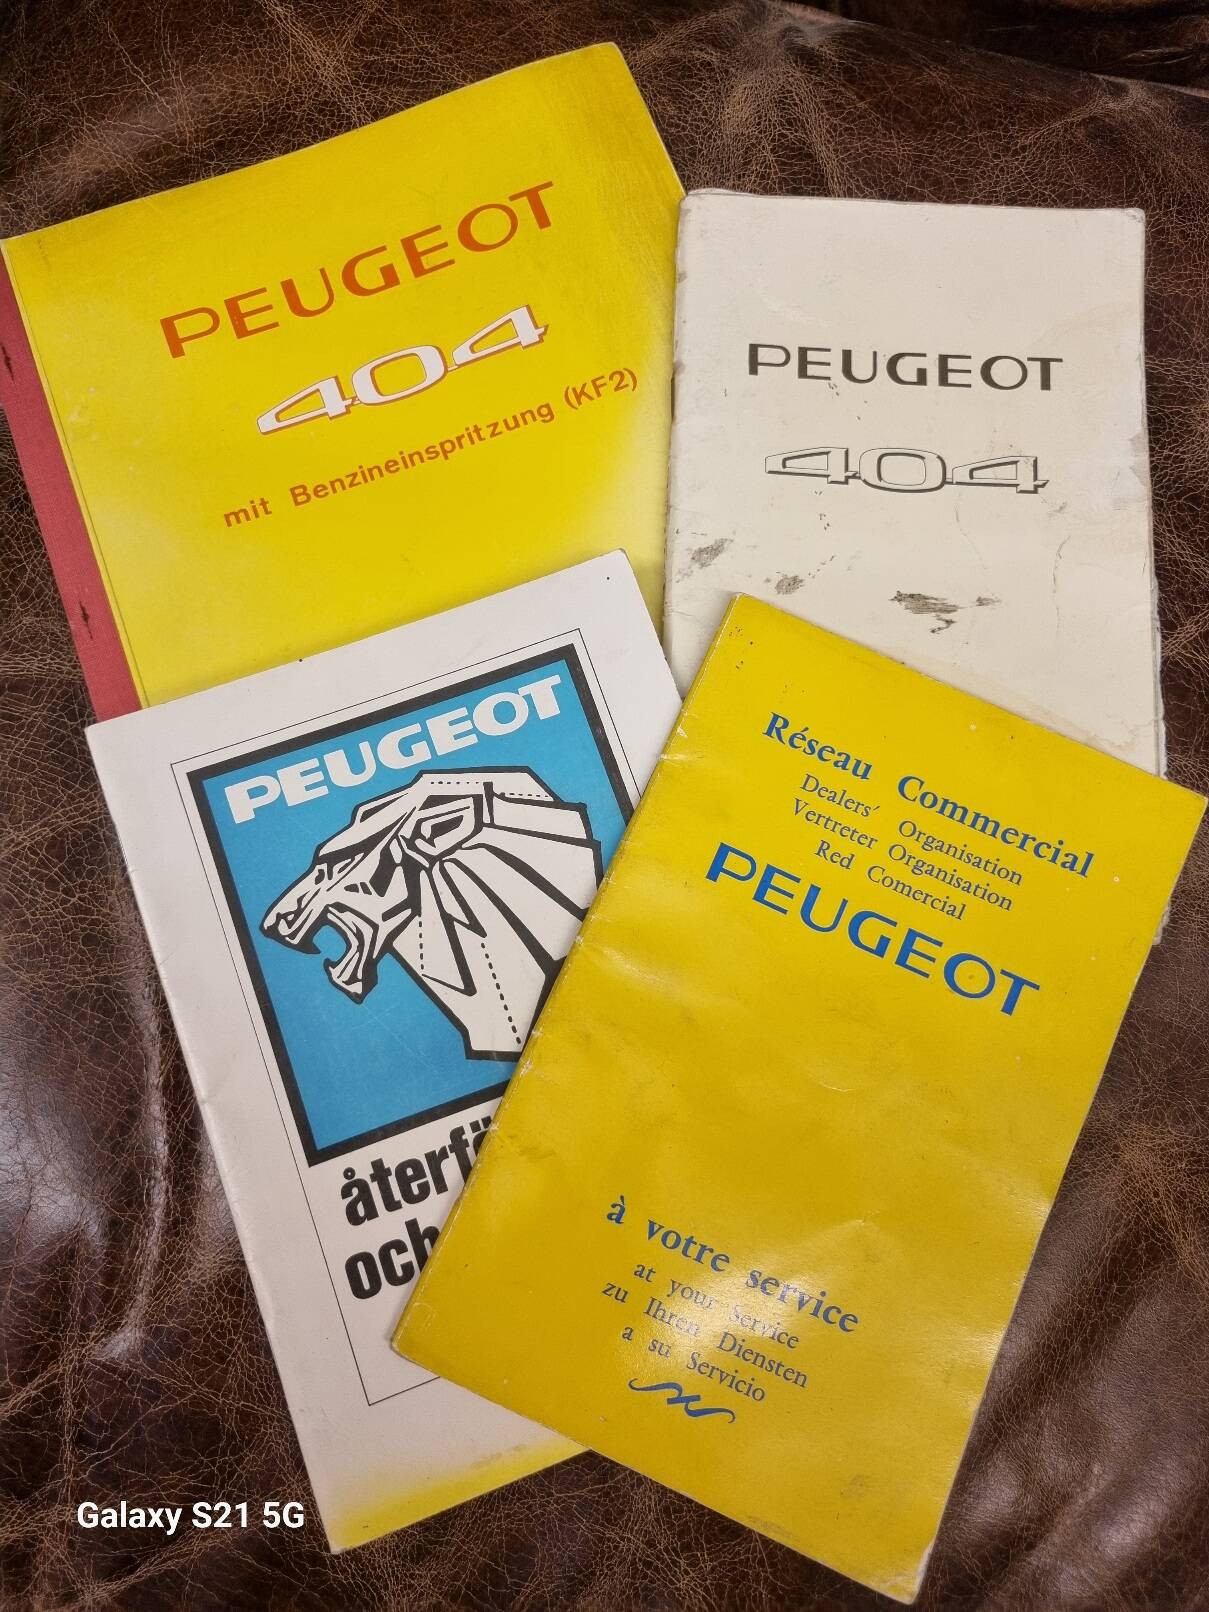 PEUGEOT
404
mit Benzineinspritzung (KF2)
PEUGEOT
404
PEUGEOT
och
Réseau Commercial
Dealers' Organisation
Vertreter Organisation
Red Comercial
PEUGEOT
à votre service
at your Service
zu Ihren Diensten
a su Servicio
Galaxy S21 5G